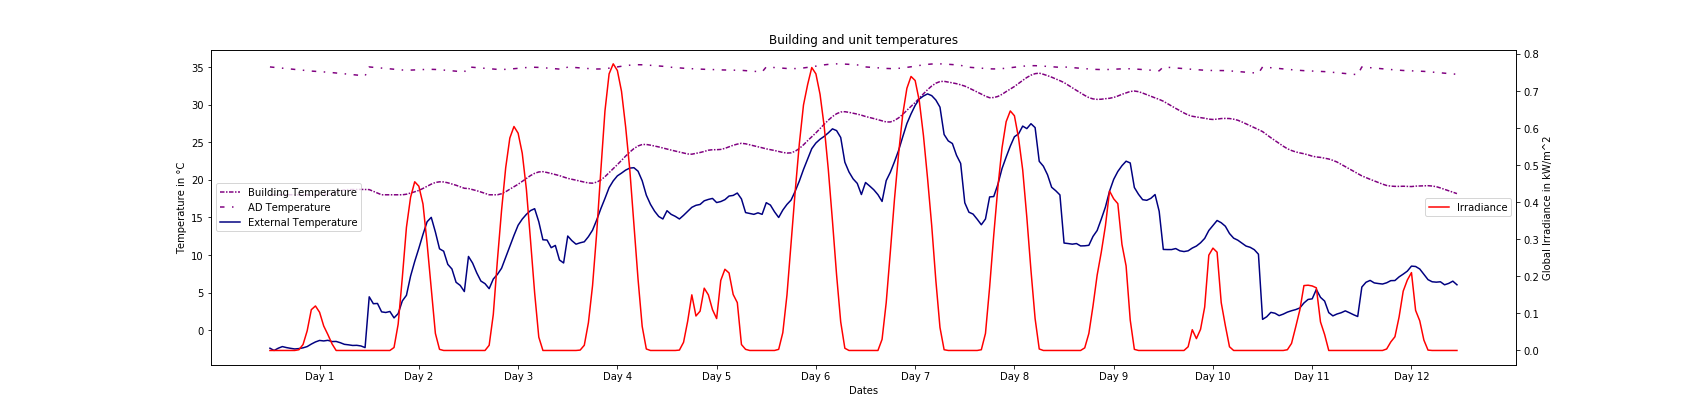 Building and unit temperatures
Temperature in °C
35
30
25
20
15
10
5
0
Building Temperature
AD Temperature
External Temperature
Irradiance
0.8
0.7
0.6
0.5
0.4
0.3
0.2
0.1
0.0
Global Irradiance in kW/m^2
Day 1 Day 2 Day 3 Day 4 Day 5 Day 6 Day 7 Day 8 Day 9 Day 10 Day 11 Day 12
Dates